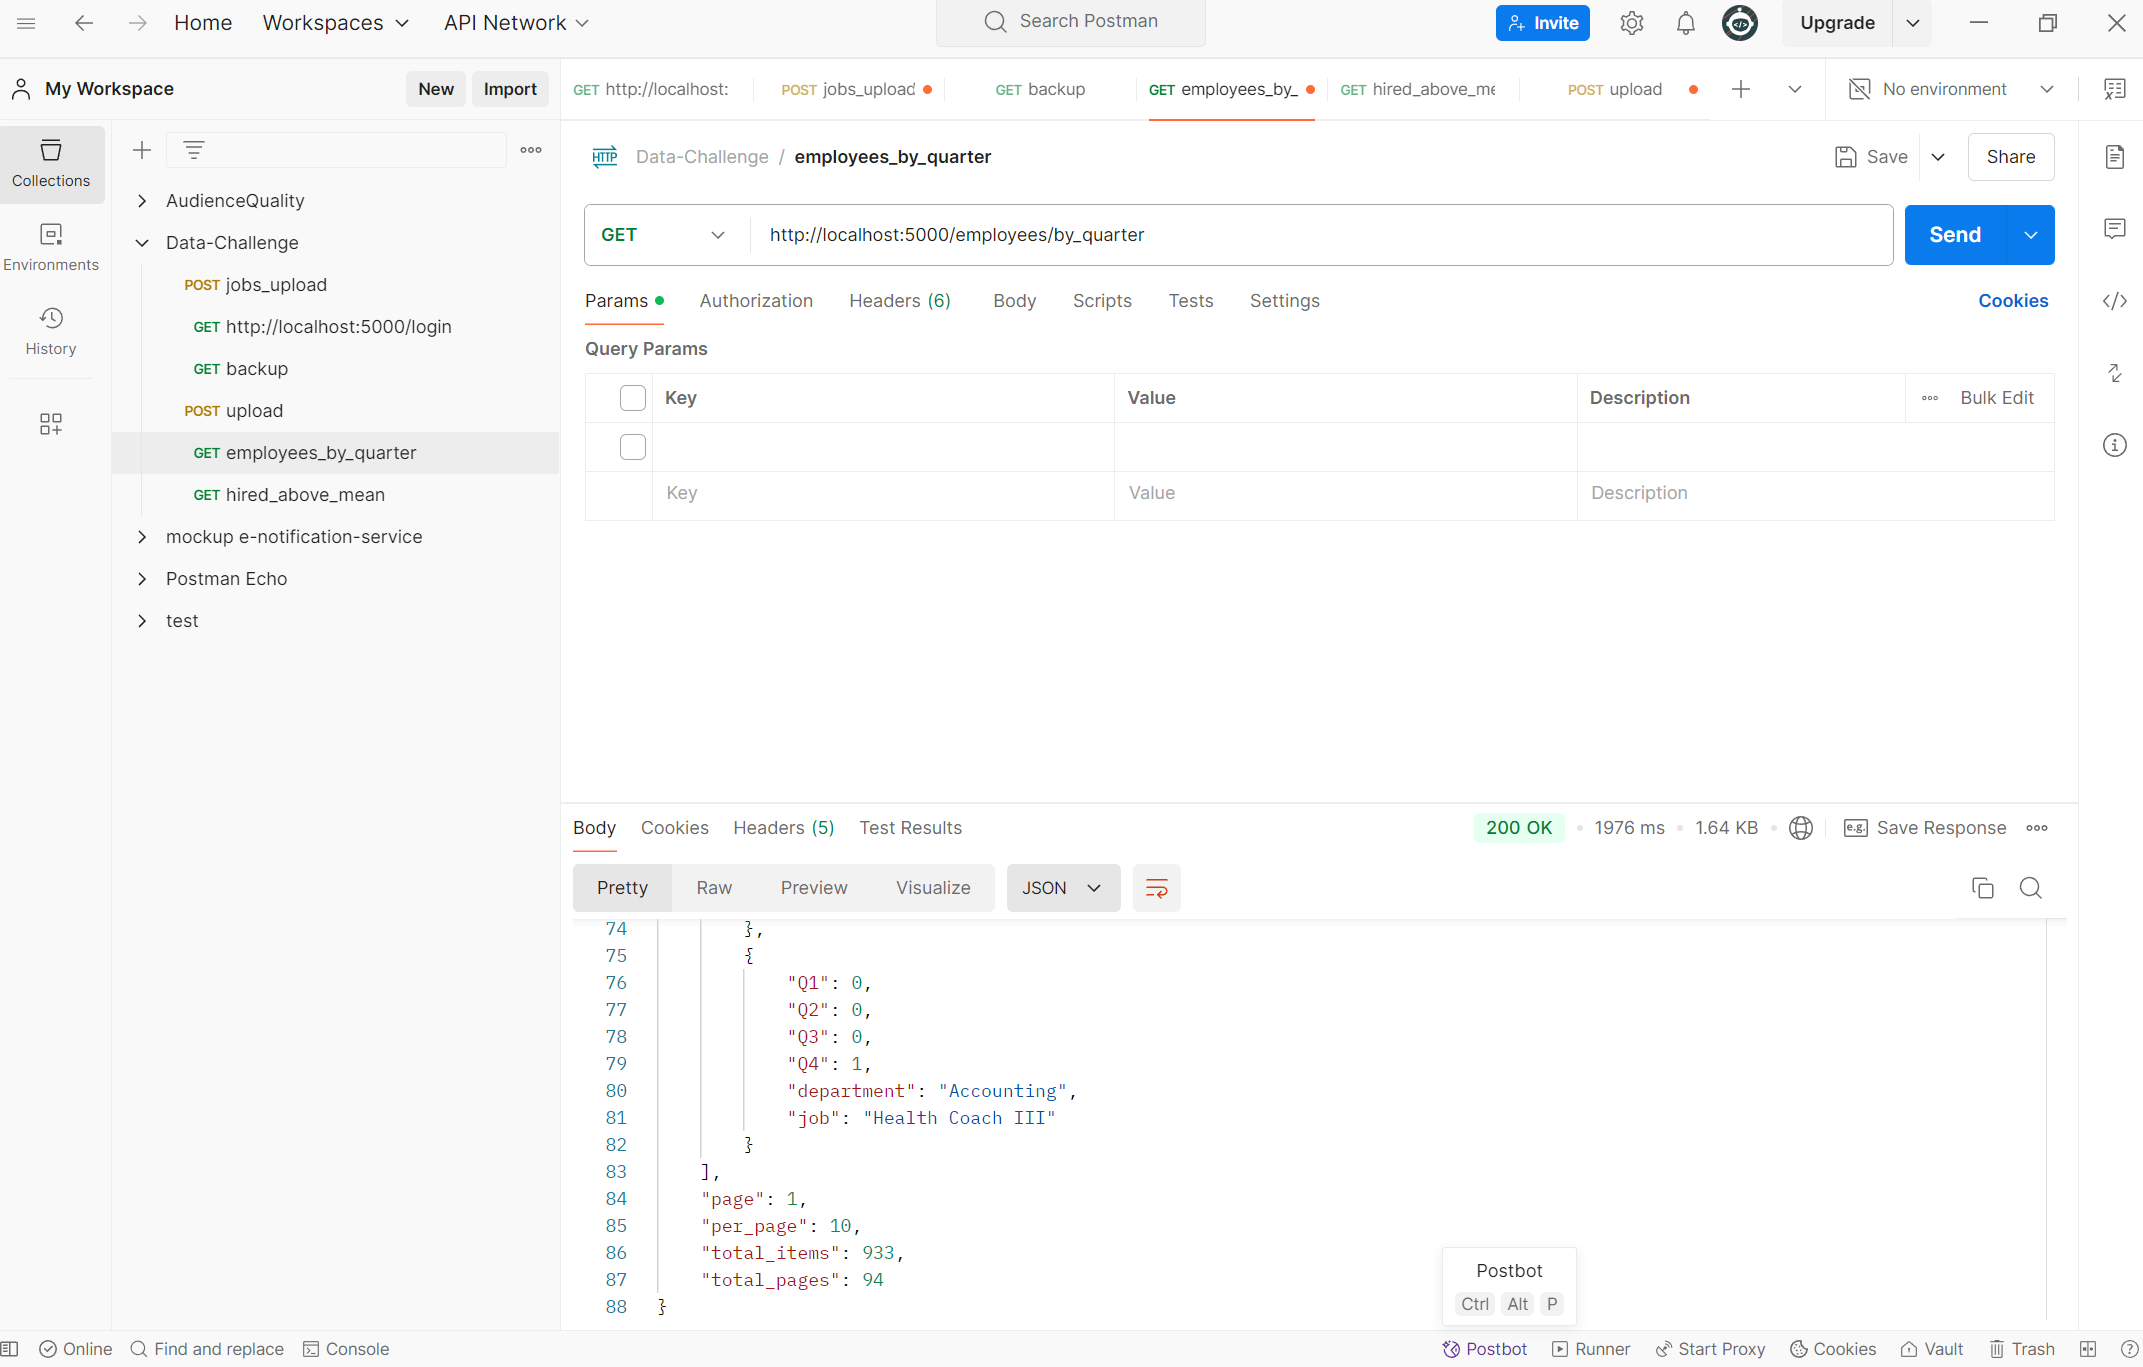 Home
Workspaces
API Network
Search Postman
Invite
Upgrade
My Workspace
New
Import
GET http://localhost:
POST jobs_upload
GET backup
GET employees_by_
GET hired_above_me
POST upload
No environment
Collections
Environments
History
AudienceQuality
Data-Challenge
POST jobs_upload
GET http://localhost:5000/login
GET backup
POST upload
GET employees_by_quarter
GET hired_above_mean
mockup e-notification-service
Postman Echo
test
HTTP Data-Challenge / employees_by_quarter
Save
Share
GET
http://localhost:5000/employees/by_quarter
Send
Params
Authorization
Headers (6)
Body
Scripts
Tests
Settings
Cookies
Query Params
Key
Value
Description
Bulk Edit
Key
Value
Description
Body
Cookies
Headers (5)
Test Results
200 OK
1976 ms
1.64 KB
e.g. Save Response
Pretty
Raw
Preview
Visualize
JSON
74 },
75 {
76 "Q1": 0,
77 "Q2": 0,
78 "Q3": 0,
79 "Q4": 1,
80 "department": "Accounting",
81 "job": "Health Coach III"
82 }
83 ],
84 "page": 1,
85 "per_page": 10,
86 "total_items": 933,
87 "total_pages": 94
88 }
Postbot
Ctrl Alt P
Online
Find and replace
Console
Postbot
Runner
Start Proxy
Cookies
Vault
Trash